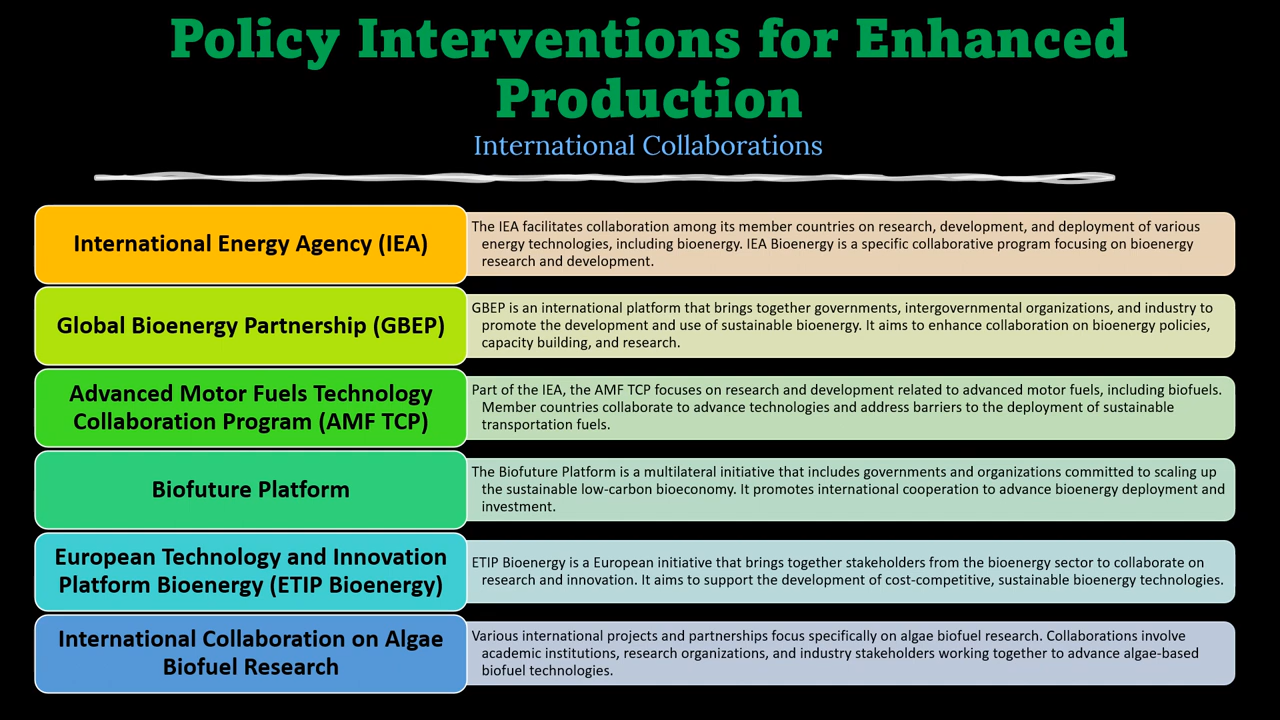 Policy Interventions for Enhanced
Production
International Collaborations
International Energy Agency (IEA)
The IEA facilitates collaboration among its member countries on research, development, and deployment of various
energy technologies, including bioenergy. IEA Bioenergy is a specific collaborative program focusing on bioenergy
research and development.
Global Bioenergy Partnership (GBEP)
GBEP is an international platform that brings together governments, intergovernmental organizations, and industry to
promote the development and use of sustainable bioenergy. It aims to enhance collaboration on bioenergy policies,
capacity building, and research.
Advanced Motor Fuels Technology
Collaboration Program (AMF TCP)
Part of the IEA, the AMF TCP focuses on research and development related to advanced motor fuels, including biofuels.
Member countries collaborate to advance technologies and address barriers to the deployment of sustainable
transportation fuels.
Biofuture Platform
The Biofuture Platform is a multilateral initiative that includes governments and organizations committed to scaling up
the sustainable low-carbon bioeconomy. It promotes international cooperation to advance bioenergy deployment and
investment.
European Technology and Innovation
Platform Bioenergy (ETIP Bioenergy)
ETIP Bioenergy is a European initiative that brings together stakeholders from the bioenergy sector to collaborate on
research and innovation. It aims to support the development of cost-competitive, sustainable bioenergy technologies.
International Collaboration on Algae
Biofuel Research
Various international projects and partnerships focus specifically on algae biofuel research. Collaborations involve
academic institutions, research organizations, and industry stakeholders working together to advance algae-based
biofuel technologies.